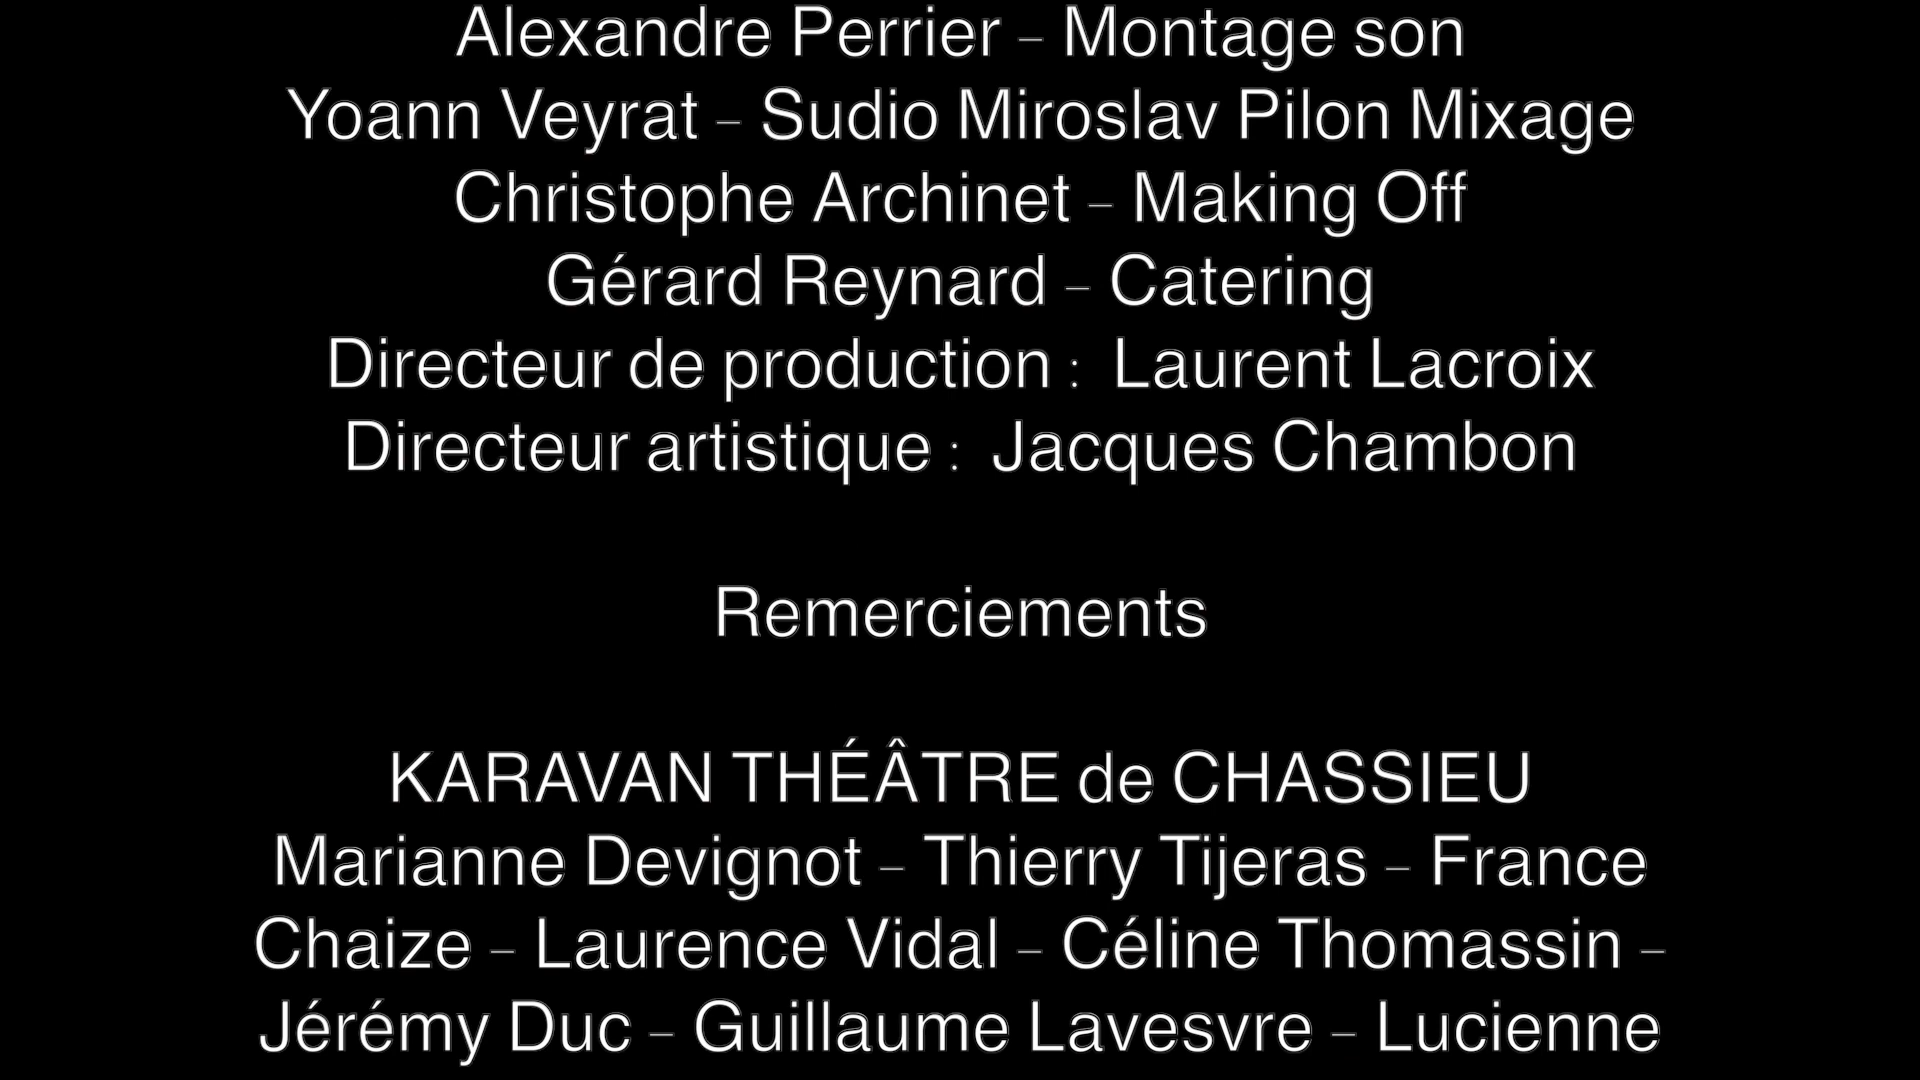 Alexandre Perrier – Montage son
Yoann Veyrat – Sudio Miroslav Pilon Mixage
Christophe Archinet – Making Off
Gérard Reynard – Catering
Directeur de production :  Laurent Lacroix
Directeur artistique :  Jacques Chambon
Remerciements
KARAVAN THÉÂTRE de CHASSIEU
Marianne Devignot – Thierry Tijeras – France
Chaize – Laurence Vidal – Céline Thomassin –
Jérémy Duc – Guillaume Lavesvre – Lucienne